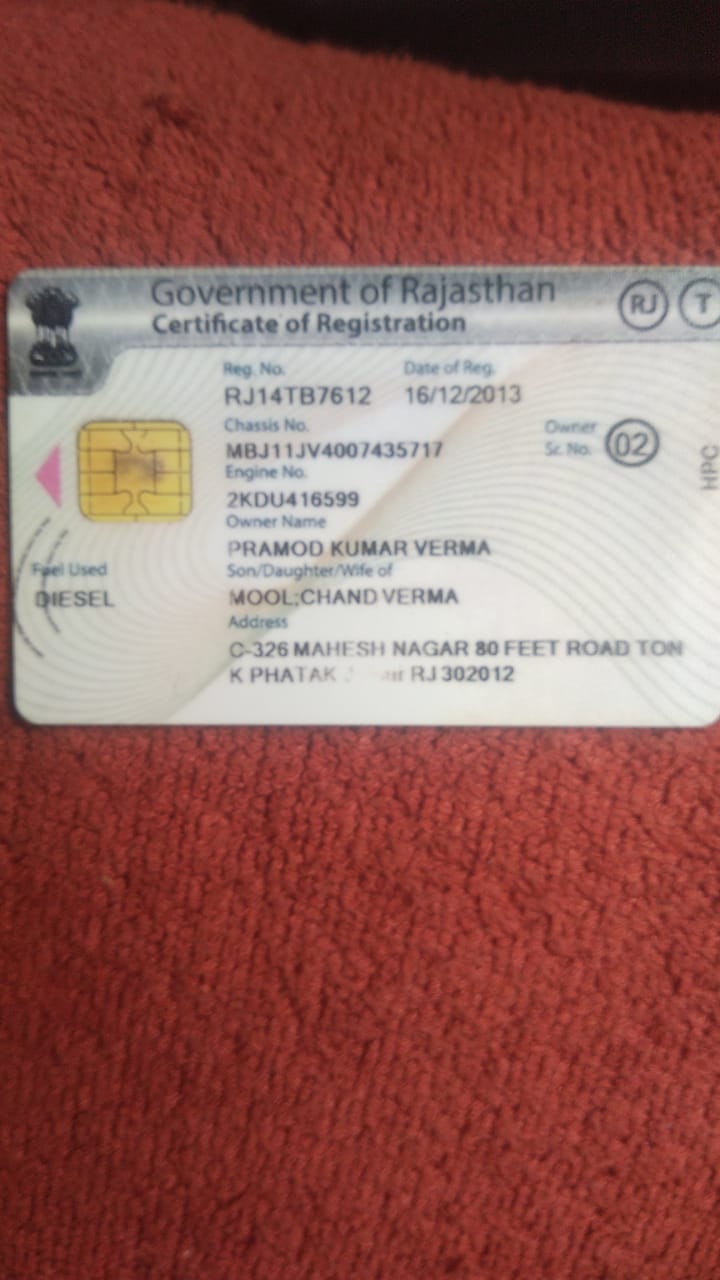 Government of Rajasthan
Certificate of Registration
RJ T
Reg. No. Date of Reg.
RJ14TB7612 16/12/2013
Chassis No.
MBJ11JV4007435717
Owner
Sr. No. 02
HPC
Engine No.
2KDU416599
Owner Name
PRAMOD KUMAR VERMA
Fuel Used
DIESEL
Son/Daughter/Wife of
MOOL;CHAND VERMA
Address
C-326 MAHESH NAGAR 80 FEET ROAD TON
K PHATAK RJ 302012